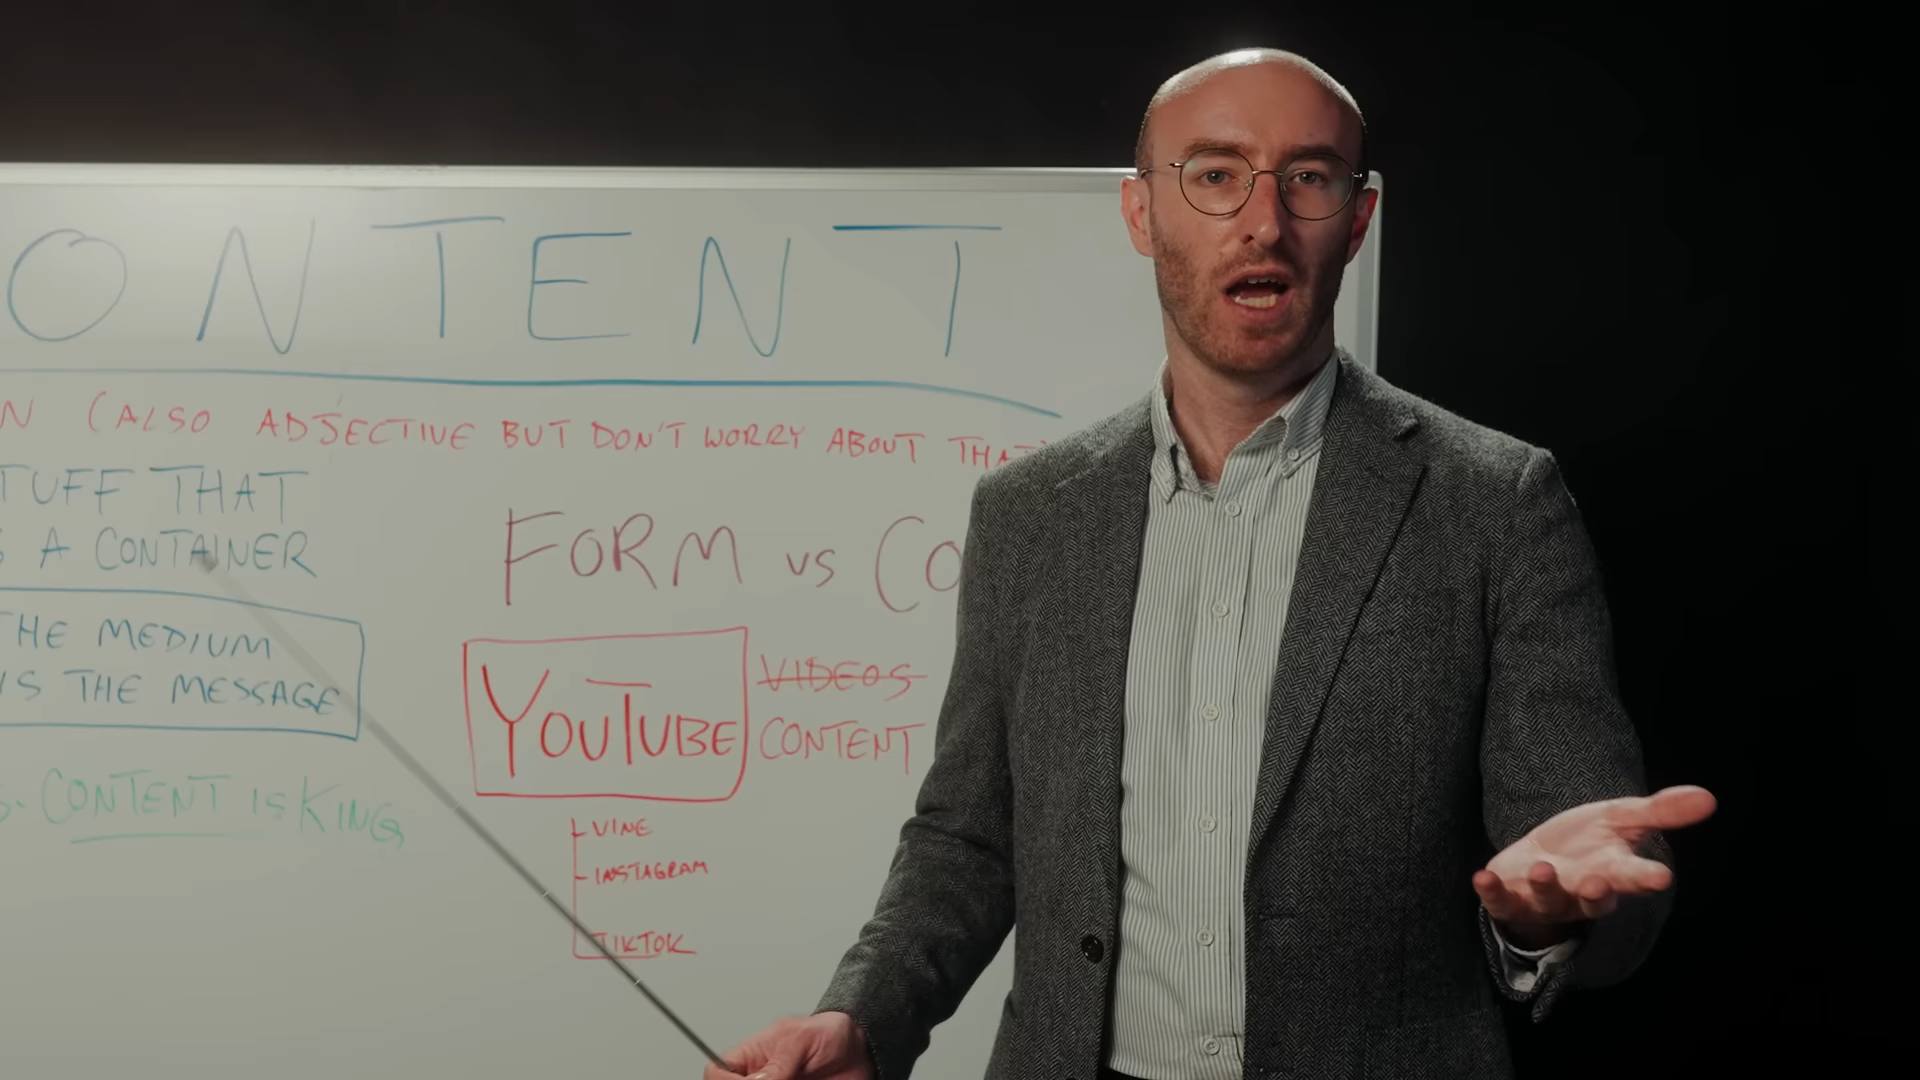 ONTENT
N (ALSO ADJECTIVE BUT DON'T WORRY ABOUT THAT
TUFF THAT
S A CONTAINER
THE MEDIUM
IS THE MESSAGE
S. CONTENT IS KING
FORM VS CO
YOUTUBE
VIDEOS
CONTENT
VINE
INSTAGRAM
TIKTOK